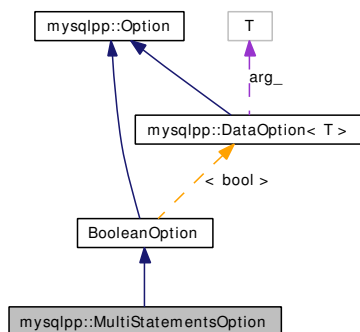 mysqlpp::Option
T
arg_
mysqlpp::DataOption< T >
< bool >
BooleanOption
mysqlpp::MultiStatementsOption